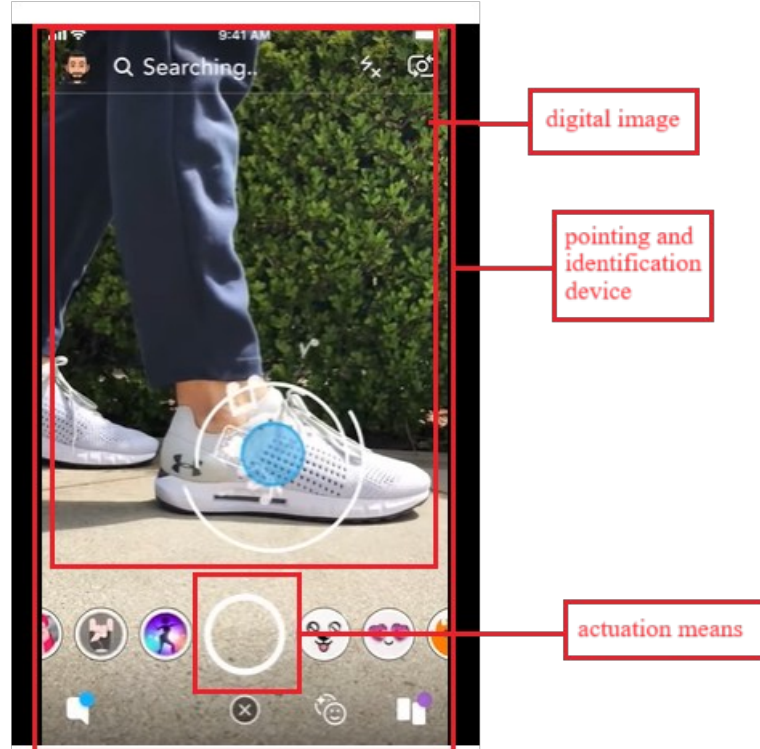 9:41 AM
Searching..
digital image
pointing and
identification
device
actuation means